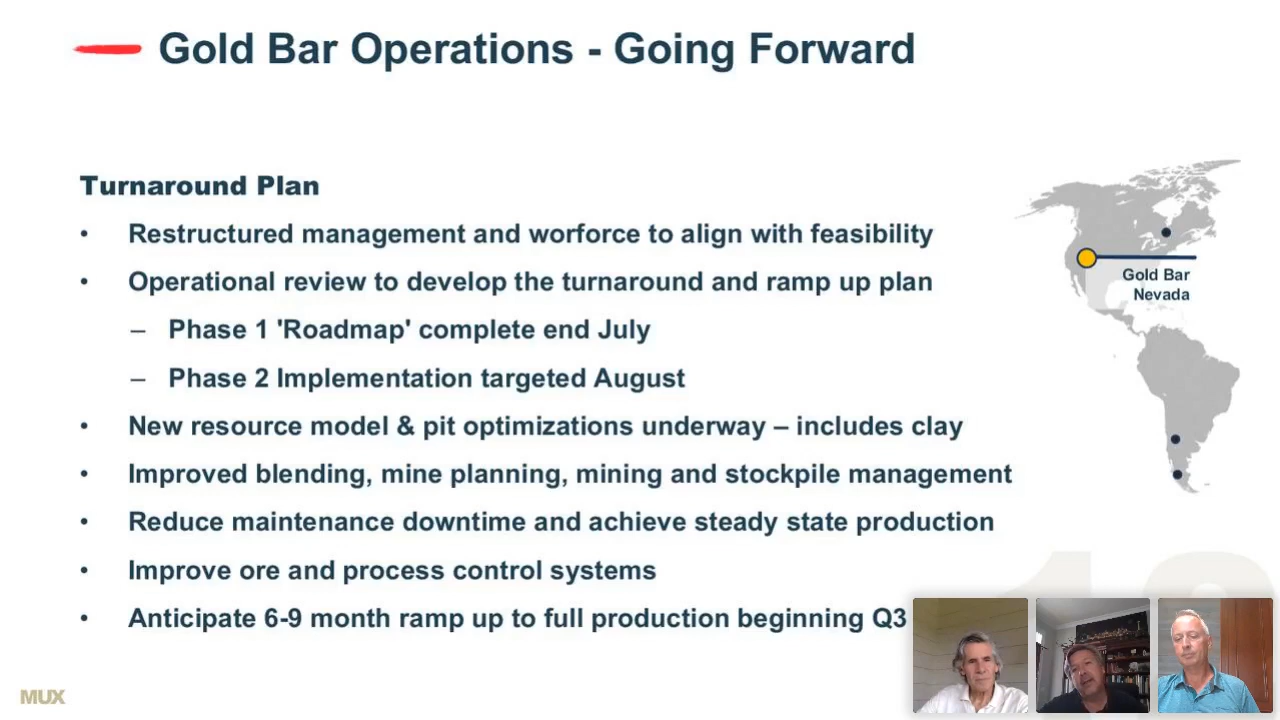 Gold Bar Operations - Going Forward
Turnaround Plan
• Restructured management and worforce to align with feasibility
• Operational review to develop the turnaround and ramp up plan
– Phase 1 'Roadmap' complete end July
– Phase 2 Implementation targeted August
• New resource model & pit optimizations underway – includes clay
• Improved blending, mine planning, mining and stockpile management
• Reduce maintenance downtime and achieve steady state production
• Improve ore and process control systems
• Anticipate 6-9 month ramp up to full production beginning Q3
Gold Bar
Nevada
MUX